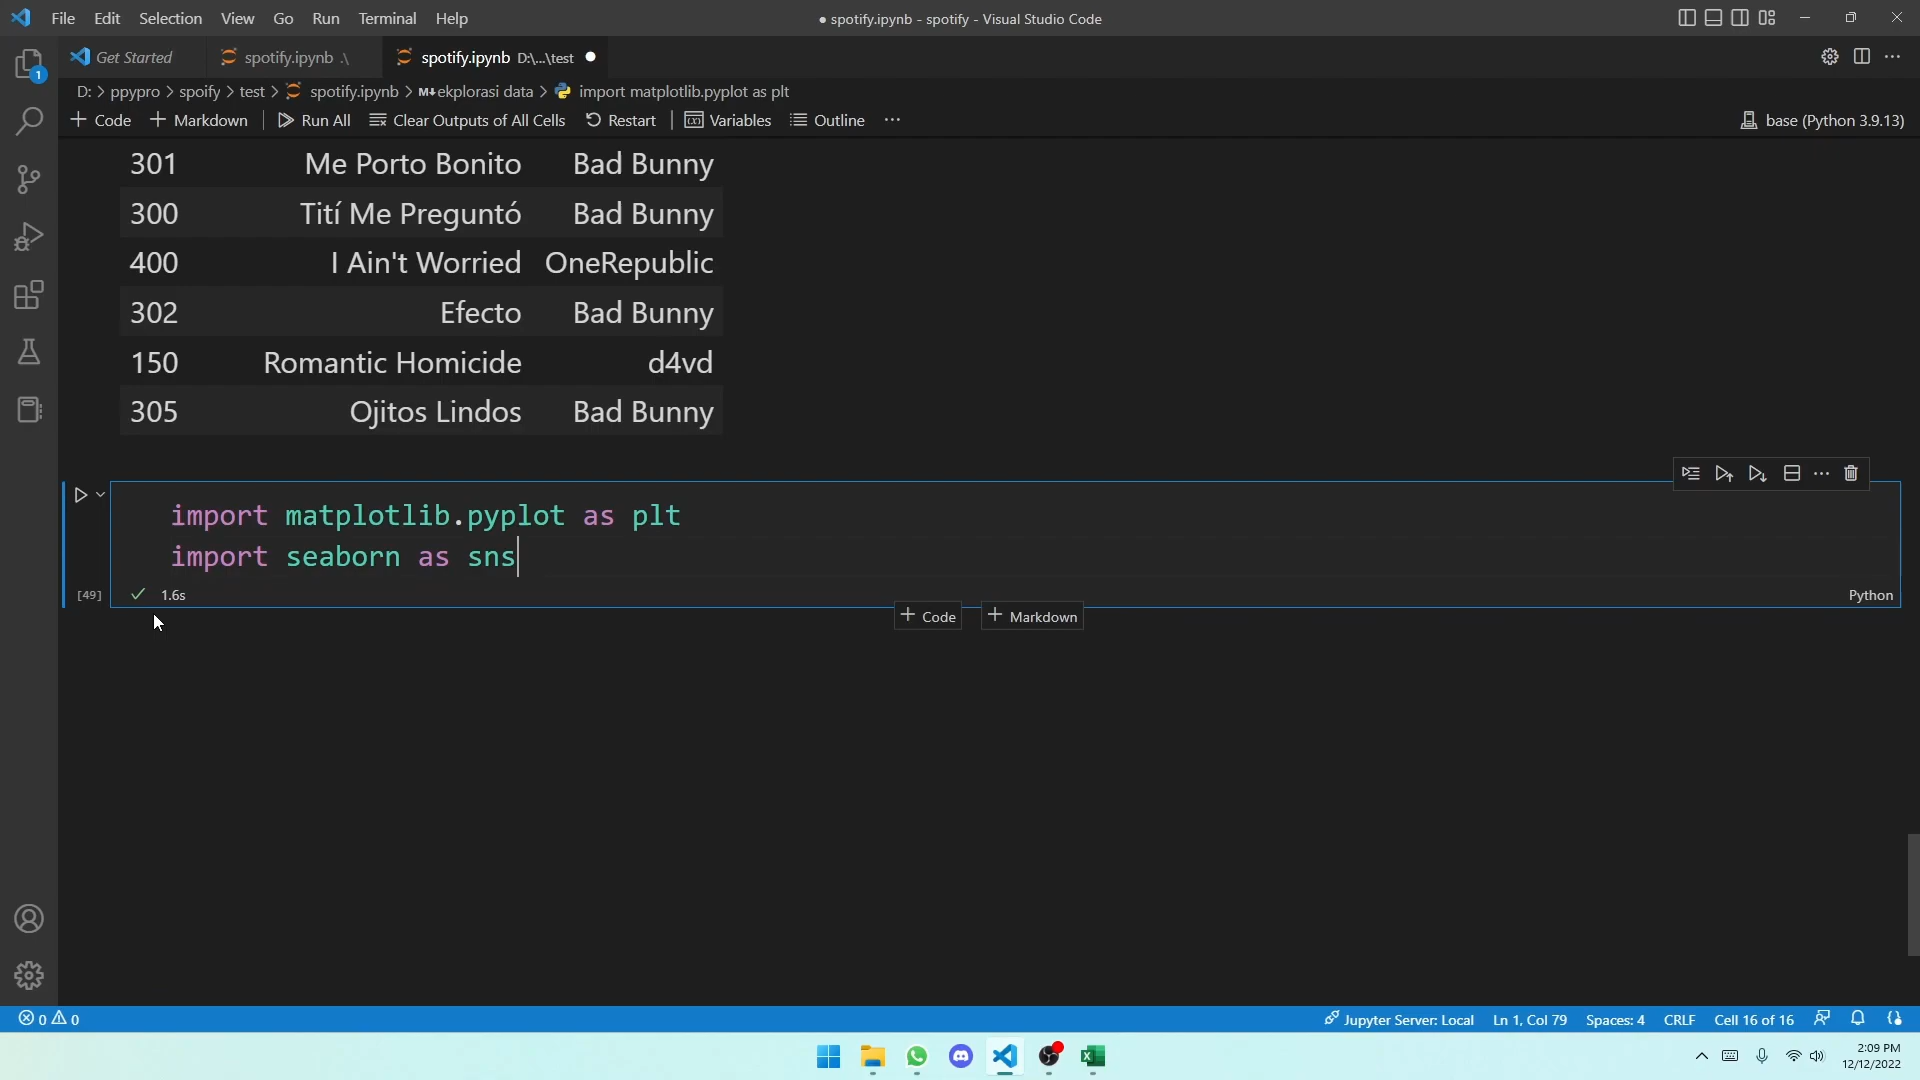 File Edit Selection View Go Run Terminal Help
● spotify.ipynb - spotify - Visual Studio Code
Get Started
spotify.ipynb .\
spotify.ipynb D:\...\test
D: > ppypro > spoify > test > spotify.ipynb > M↓ekplorasi data > import matplotlib.pyplot as plt
+ Code + Markdown Run All Clear Outputs of All Cells Restart Variables Outline ...
base (Python 3.9.13)
1
301 Me Porto Bonito Bad Bunny
300 Tití Me Preguntó Bad Bunny
400 I Ain't Worried OneRepublic
302 Efecto Bad Bunny
150 Romantic Homicide d4vd
305 Ojitos Lindos Bad Bunny
import matplotlib.pyplot as plt
import seaborn as sns
[49] ✓ 1.6s
Python
+ Code + Markdown
0 0
Jupyter Server: Local Ln 1, Col 79 Spaces: 4 CRLF Cell 16 of 16
2:09 PM
12/12/2022